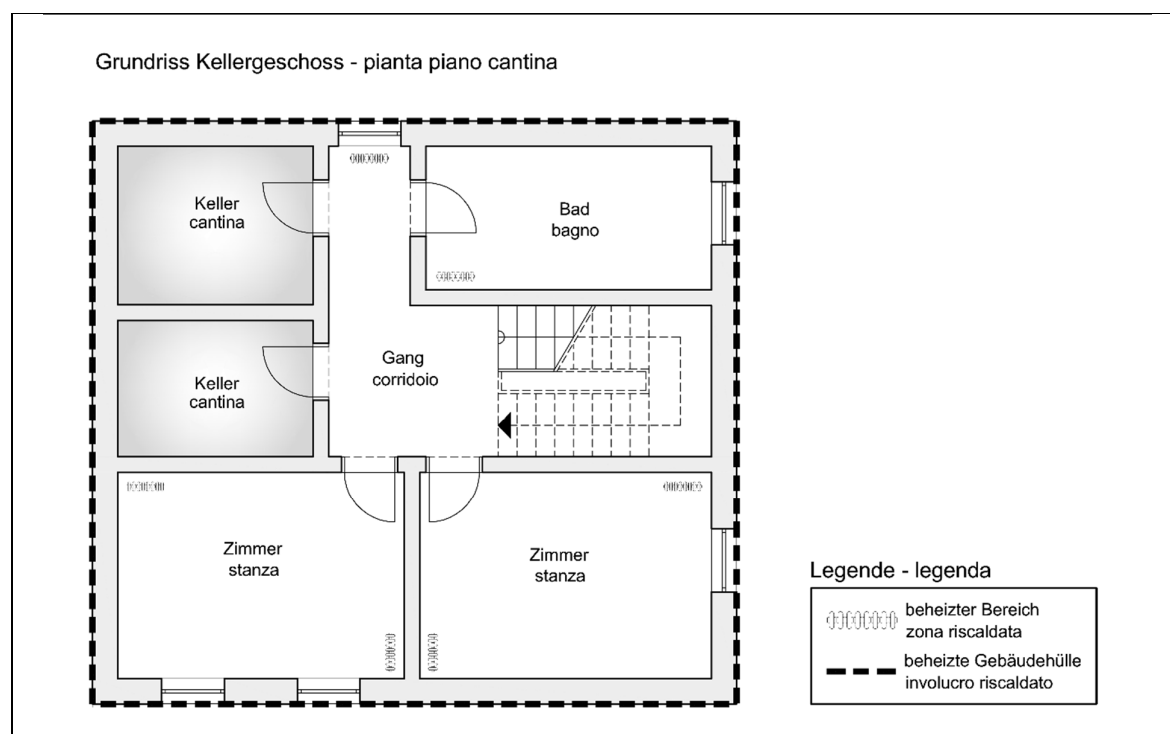 Grundriss Kellergeschoss - pianta piano cantina
Keller
cantina
Bad
bagno
Keller
cantina
Gang
corridoio
Zimmer
stanza
Zimmer
stanza
Legende - legenda
beheizter Bereich
zona riscaldata
beheizte Gebäudehülle
involucro riscaldato